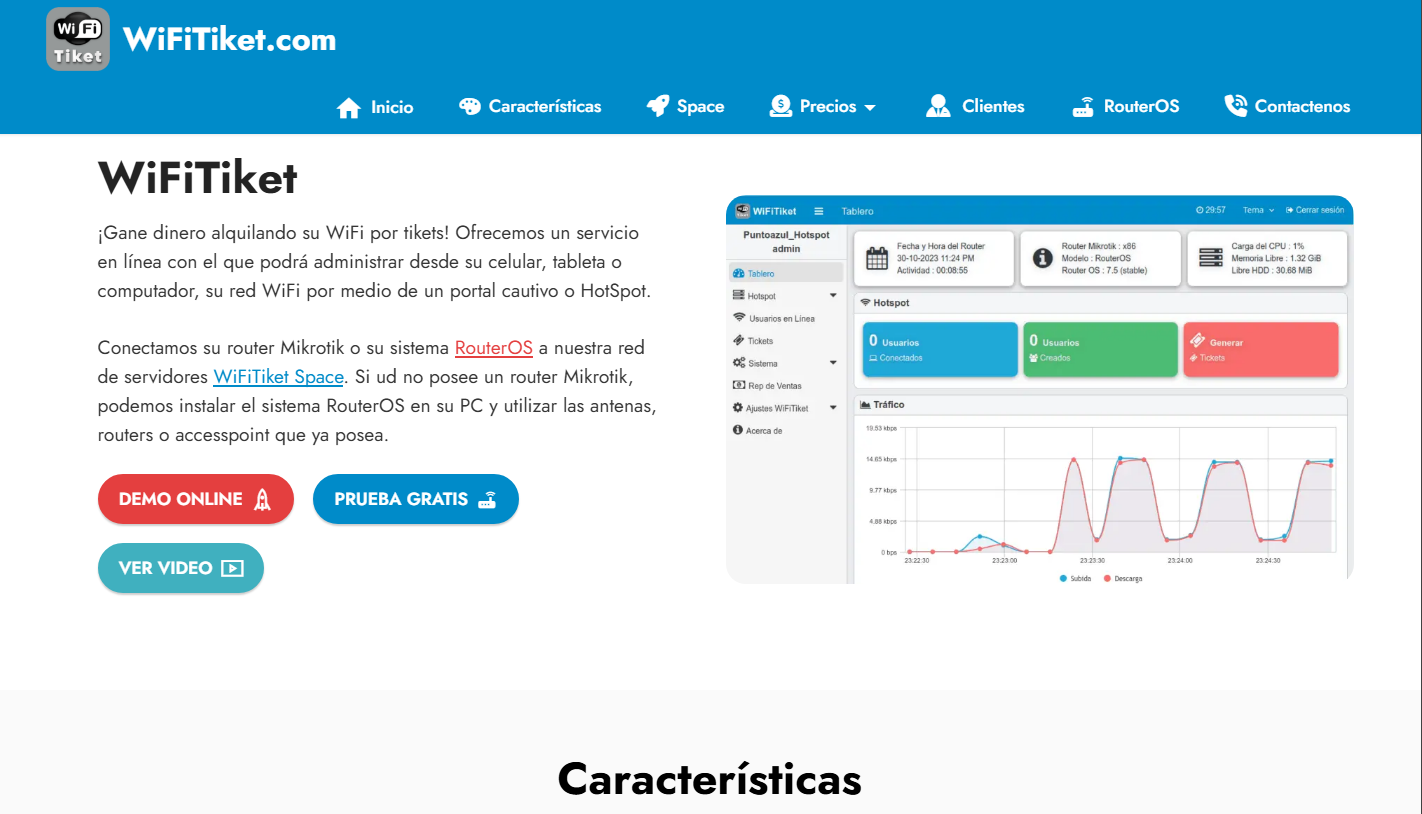 Wi Fi
Tiket
WiFiTiket.com
Inicio
Características
Space
Precios
Clientes
RouterOS
Contactenos
WiFiTiket
¡Gane dinero alquilando su WiFi por tikets! Ofrecemos un servicio
en línea con el que podrá administrar desde su celular, tableta o
computador, su red WiFi por medio de un portal cautivo o HotSpot.
Conectamos su router Mikrotik o su sistema RouterOS a nuestra red
de servidores WiFiTiket Space. Si ud no posee un router Mikrotik,
podemos instalar el sistema RouterOS en su PC y utilizar las antenas,
routers o accesspoint que ya posea.
DEMO ONLINE
PRUEBA GRATIS
VER VIDEO
WiFiTiket
Tablero
29:57
Tema
Cerrar sesión
Puntoazul_Hotspot
admin
Tablero
Hotspot
Usuarios en Línea
Tickets
Sistema
Rep de Ventas
Ajustes WiFiTiket
Acerca de
Fecha y Hora del Router
30-10-2023 11:24 PM
Actividad : 00:08:55
Router Mikrotik : x86
Modelo : RouterOS
Router OS : 7.5 (stable)
Carga del CPU : 1%
Memoria Libre : 1.32 GiB
Libre HDD : 30.68 MiB
Hotspot
0 Usuarios
Conectados
0 Usuarios
Creados
Generar
Tickets
Tráfico
19.53 kbps
14.65 kbps
9.77 kbps
4.88 kbps
0 bps
23:22:30
23:23:00
23:23:30
23:24:00
23:24:30
Subida
Descarga
Características